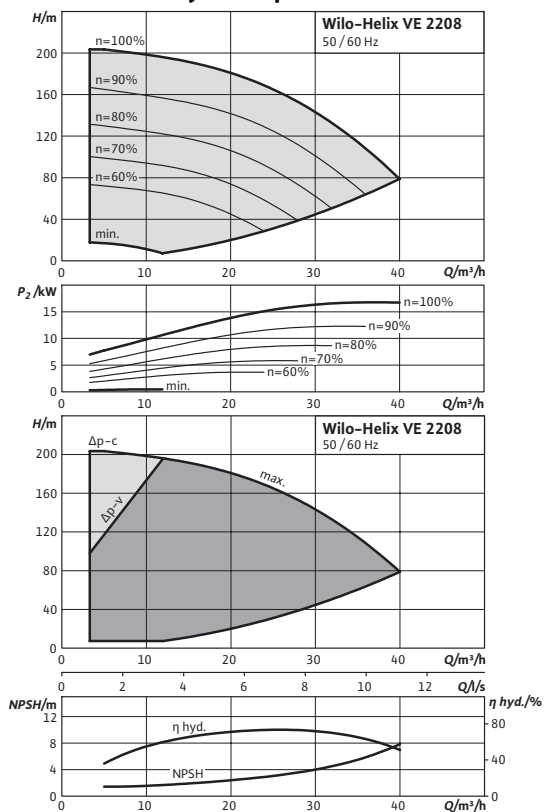 H/m
Wilo-Helix VE 2208
50 / 60 Hz
n=100%
200
n=90%
160
n=80%
120
n=70%
80
n=60%
40
min.
0
0 10 20 30 40 Q/m³/h
P₂ /kW
15
n=100%
n=90%
10
n=80%
n=70%
5
n=60%
min.
0
0 10 20 30 40 Q/m³/h
H/m
Wilo-Helix VE 2208
50 / 60 Hz
Δp-c
200
max.
160
Δp-v
120
80
40
0
0 10 20 30 40 Q/m³/h
0 2 4 6 8 10 12 Q/l/s
NPSH/m
η hyd./%
12
η hyd.
80
8
40
4
NPSH
0
0
0 10 20 30 40 Q/m³/h